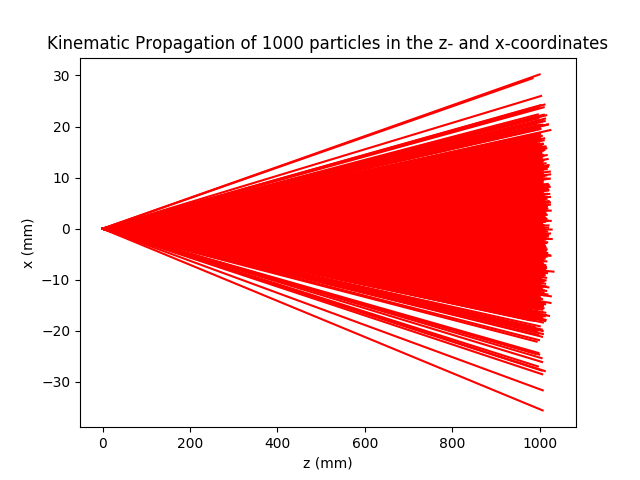 Kinematic Propagation of 1000 particles in the z- and x-coordinates
30
20
10
0
−10
−20
−30
x (mm)
0 200 400 600 800 1000
z (mm)